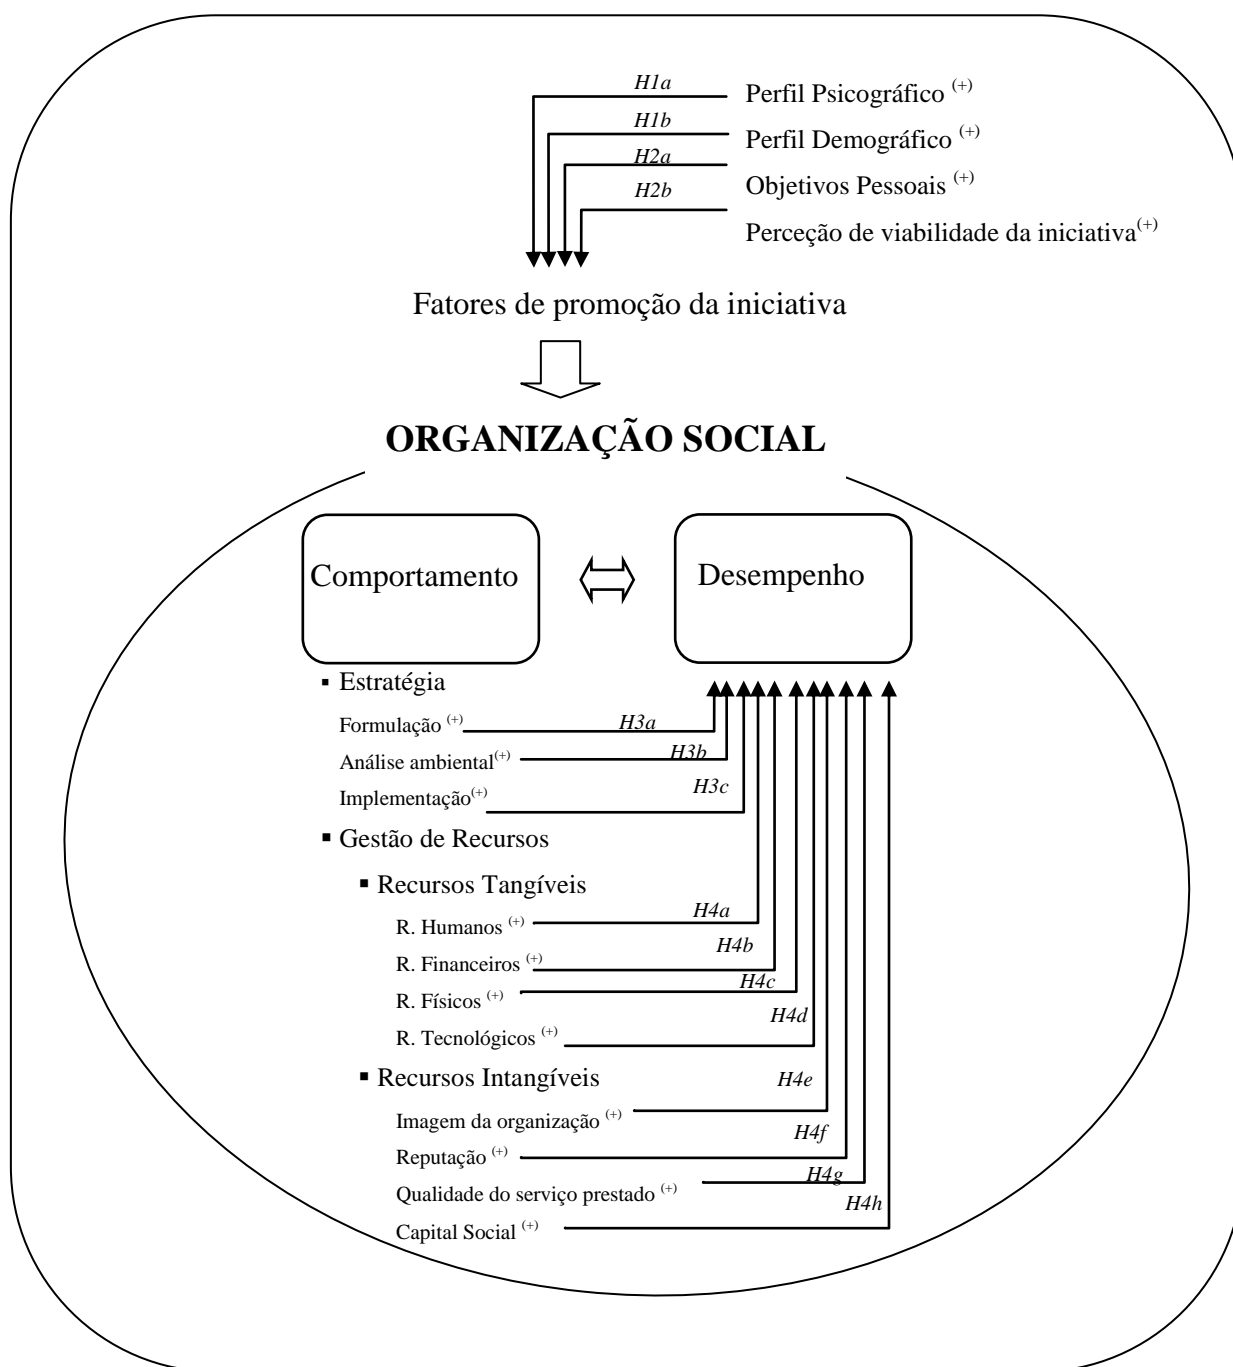 H1a Perfil Psicográfico (+)
H1b Perfil Demográfico (+)
H2a Objetivos Pessoais (+)
H2b Perceção de viabilidade da iniciativa(+)
Fatores de promoção da iniciativa
ORGANIZAÇÃO SOCIAL
Comportamento Desempenho
▪ Estratégia
Formulação (+) H3a
Análise ambiental(+) H3b
Implementação(+) H3c
▪ Gestão de Recursos
▪ Recursos Tangíveis
R. Humanos (+) H4a
R. Financeiros (+) H4b
R. Físicos (+) H4c
R. Tecnológicos (+) H4d
▪ Recursos Intangíveis
Imagem da organização (+) H4e
Reputação (+) H4f
Qualidade do serviço prestado (+) H4g
Capital Social (+) H4h